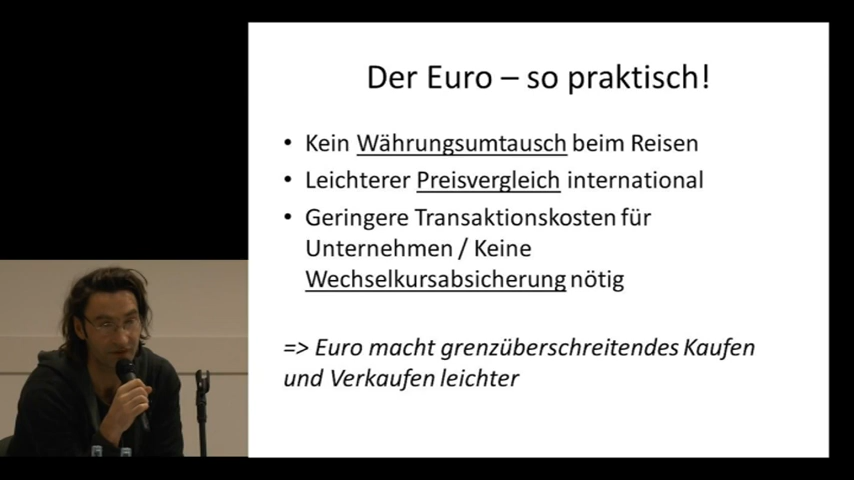 Der Euro – so praktisch!
• Kein Währungsumtausch beim Reisen
• Leichterer Preisvergleich international
• Geringere Transaktionskosten für
Unternehmen / Keine
Wechselkursabsicherung nötig
=> Euro macht grenzüberschreitendes Kaufen
und Verkaufen leichter